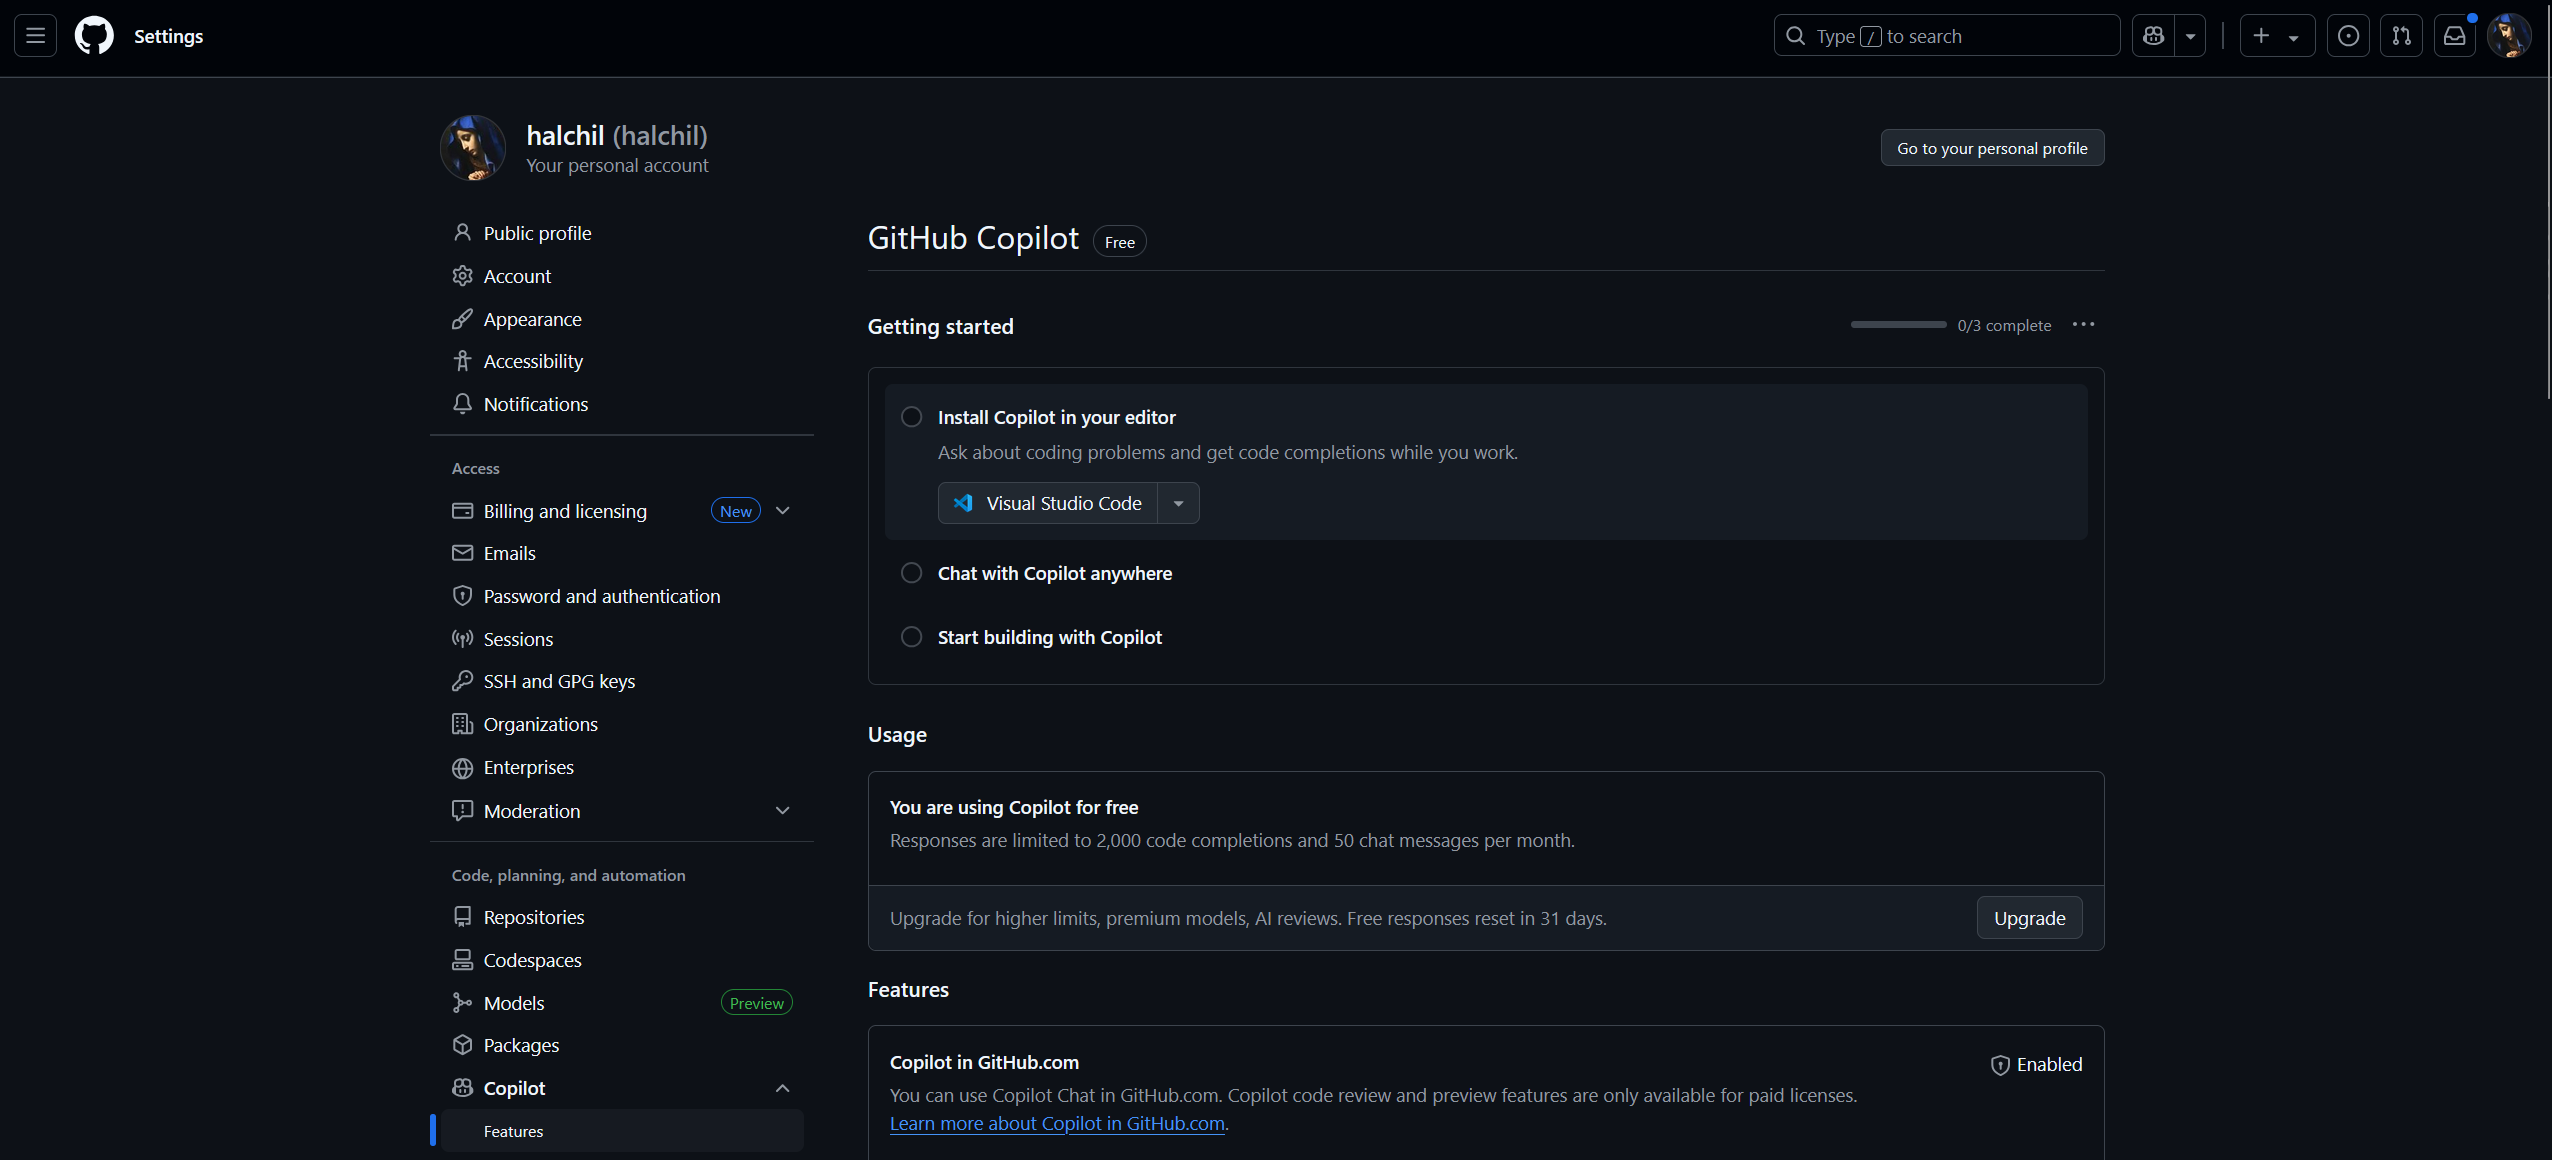 Settings
Type / to search
halchil (halchil)
Your personal account
Go to your personal profile
Public profile
Account
Appearance
Accessibility
Notifications
Access
Billing and licensing New
Emails
Password and authentication
Sessions
SSH and GPG keys
Organizations
Enterprises
Moderation
Code, planning, and automation
Repositories
Codespaces
Models Preview
Packages
Copilot
Features
GitHub Copilot Free
Getting started
0/3 complete
Install Copilot in your editor
Ask about coding problems and get code completions while you work.
Visual Studio Code
Chat with Copilot anywhere
Start building with Copilot
Usage
You are using Copilot for free
Responses are limited to 2,000 code completions and 50 chat messages per month.
Upgrade for higher limits, premium models, AI reviews. Free responses reset in 31 days.
Upgrade
Features
Copilot in GitHub.com
Enabled
You can use Copilot Chat in GitHub.com. Copilot code review and preview features are only available for paid licenses.
Learn more about Copilot in GitHub.com.